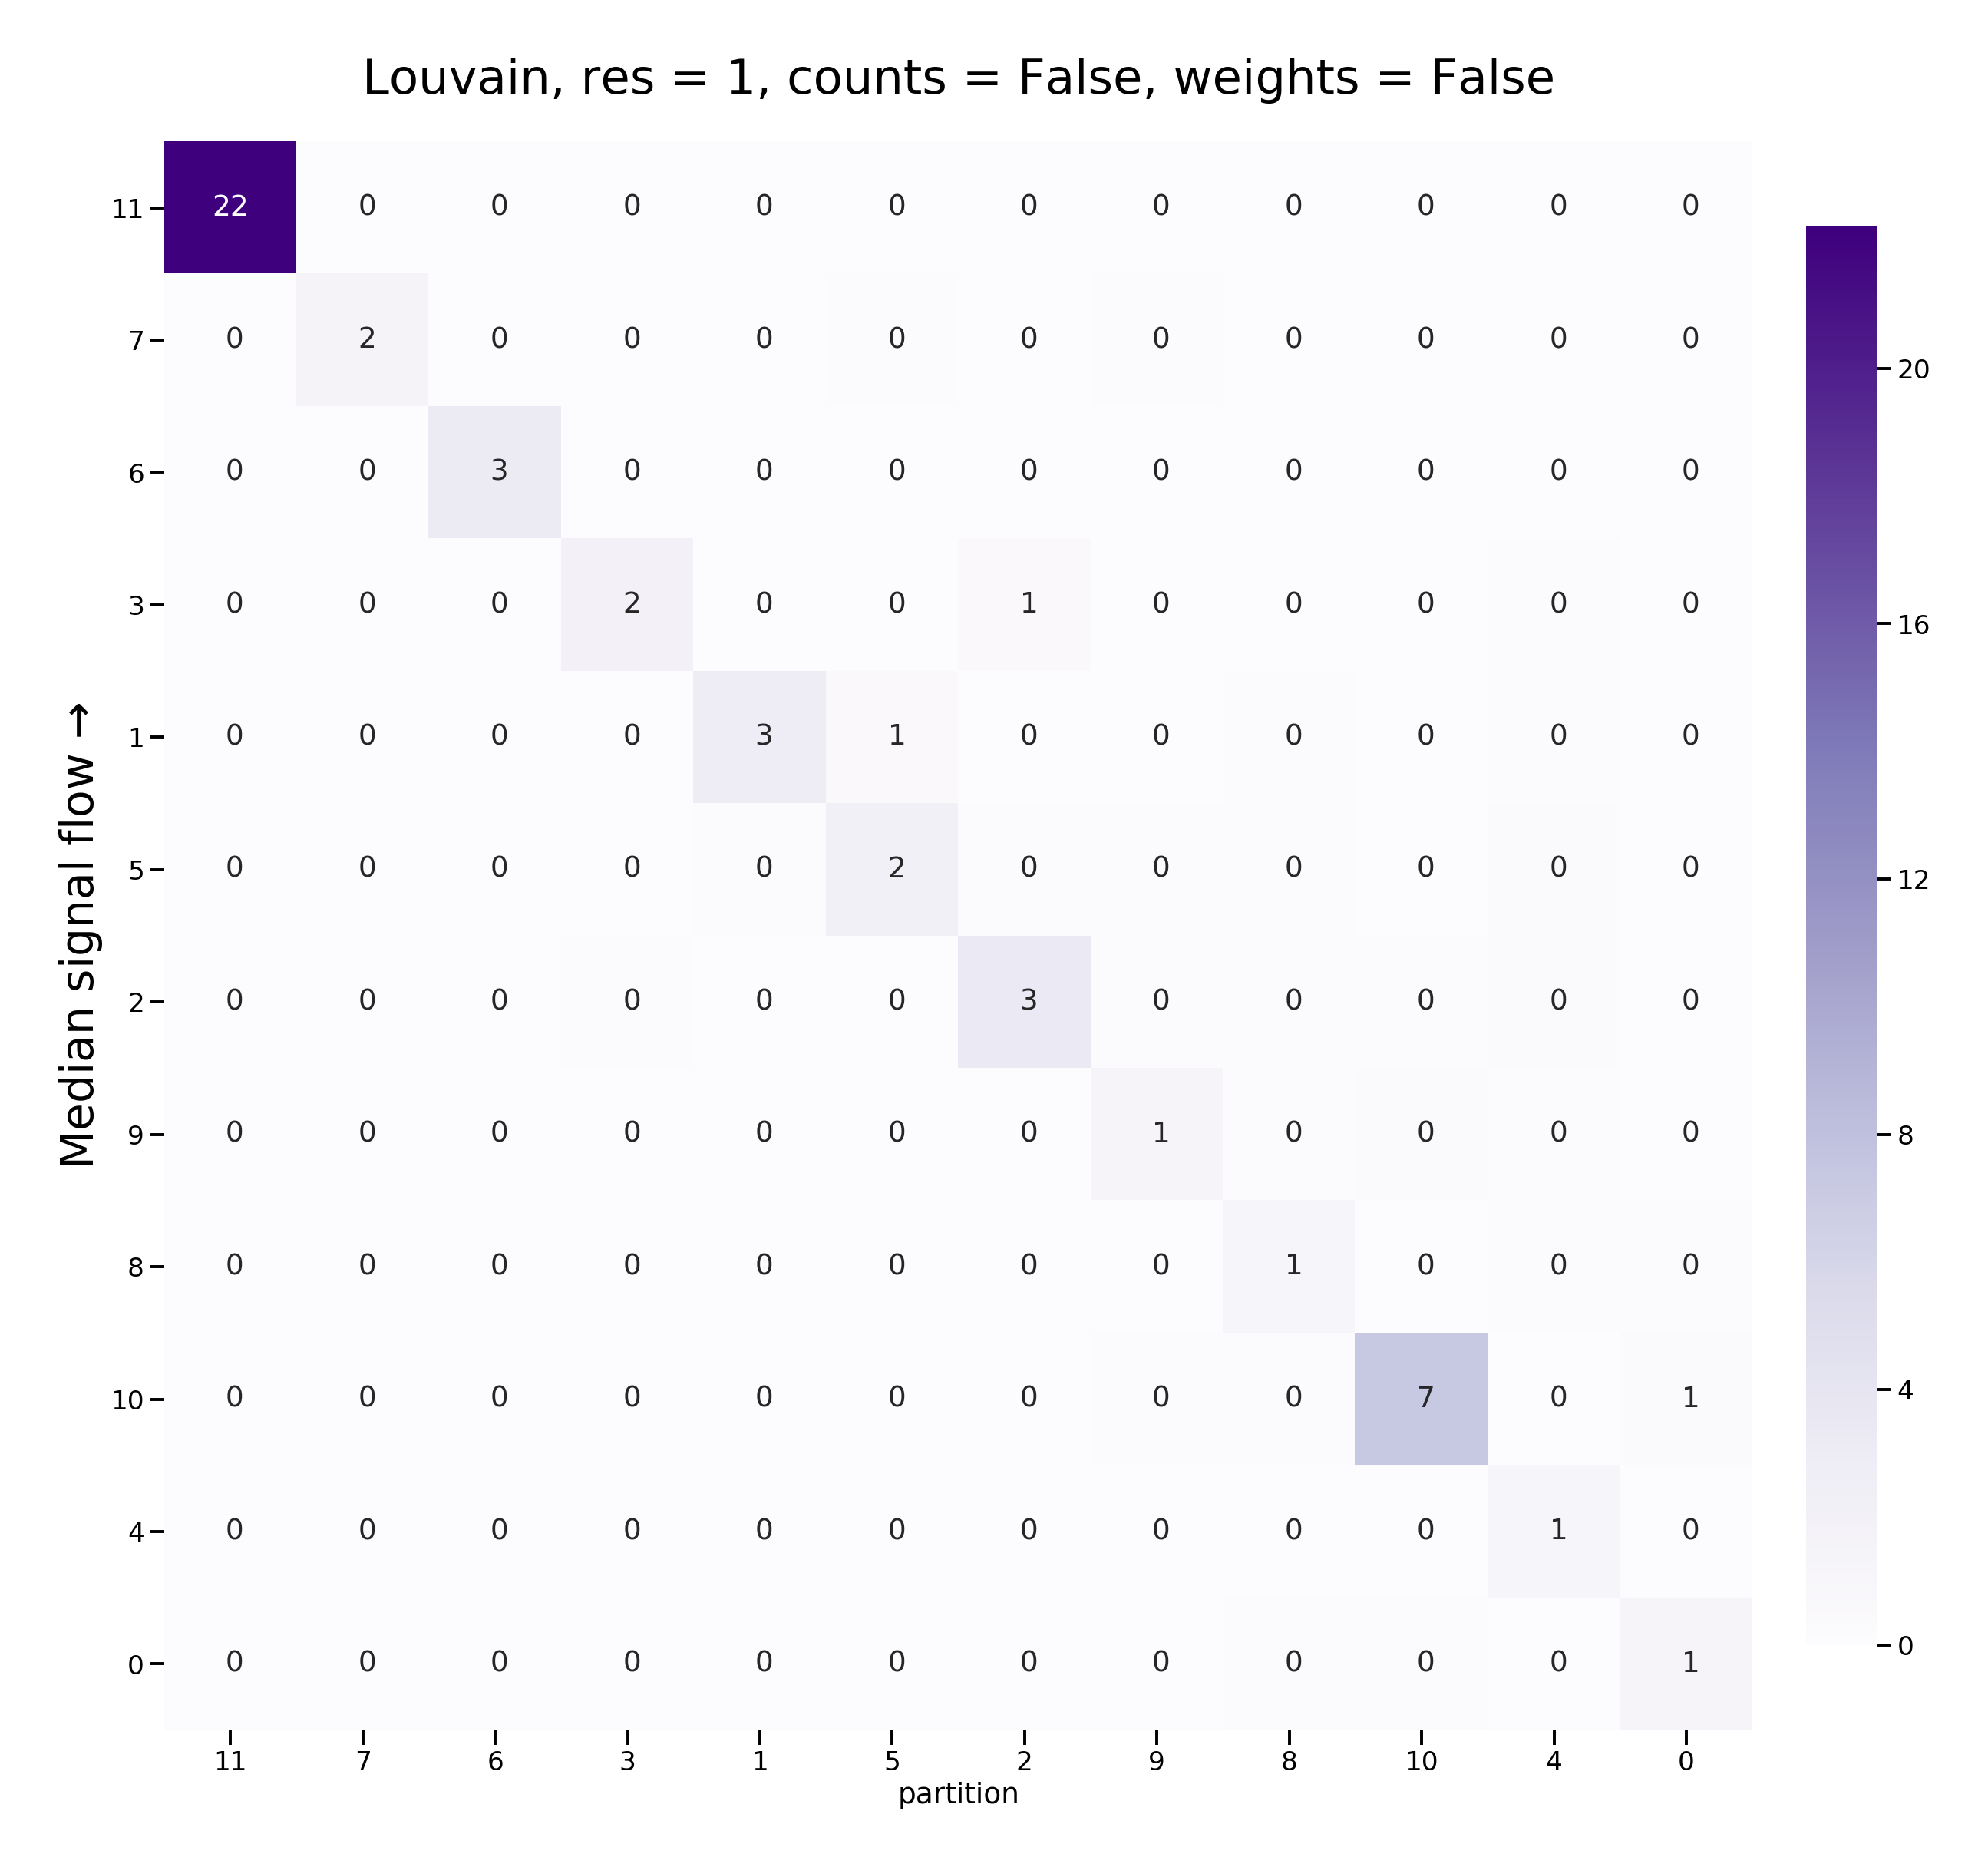 Louvain, res = 1, counts = False, weights = False
Median signal flow →
11 22 0 0 0 0 0 0 0 0 0 0 0
7 0 2 0 0 0 0 0 0 0 0 0 0
6 0 0 3 0 0 0 0 0 0 0 0 0
3 0 0 0 2 0 0 1 0 0 0 0 0
1 0 0 0 0 3 1 0 0 0 0 0 0
5 0 0 0 0 0 2 0 0 0 0 0 0
2 0 0 0 0 0 0 3 0 0 0 0 0
9 0 0 0 0 0 0 0 1 0 0 0 0
8 0 0 0 0 0 0 0 0 1 0 0 0
10 0 0 0 0 0 0 0 0 0 7 0 1
4 0 0 0 0 0 0 0 0 0 0 1 0
0 0 0 0 0 0 0 0 0 0 0 0 1
11 7 6 3 1 5 2 9 8 10 4 0
partition
20
16
12
8
4
0